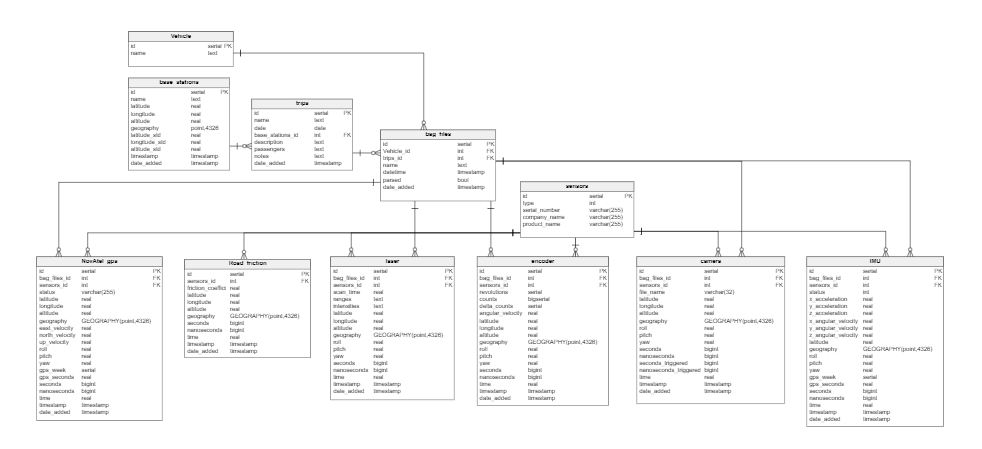 Vehicle
id serial PK
name text
base_stations
id serial PK
name text
latitude real
longitude real
altitude real
geography point,4326
latitude_std real
longitude_std real
altitude_std real
timestamp timestamp
date_added timestamp
trips
id serial PK
name text
date date
base_stations_id int FK
description text
passengers text
notes text
date_added timestamp
bag_files
id serial PK
Vehicle_id int FK
trips_id int FK
name text
datetime timestamp
parsed bool
date_added timestamp
sensors
id serial PK
type int
serial_number varchar(255)
company_name varchar(255)
product_name varchar(255)
NovAtel_gps
id serial PK
bag_files_id int FK
sensors_id int FK
status varchar(255)
latitude real
longitude real
altitude real
geography GEOGRAPHY(point,4326)
east_velocity real
north_velocity real
up_velocity real
roll real
pitch real
yaw real
gps_week serial
gps_seconds real
seconds bigint
nanoseconds bigint
time real
timestamp timestamp
date_added timestamp
Road_friction
id serial PK
sensors_id int FK
friction_coeffici real
latitude real
longitude real
altitude real
geography GEOGRAPHY(point,4326)
seconds bigint
nanoseconds bigint
time real
timestamp timestamp
date_added timestamp
laser
id serial PK
bag_files_id int FK
sensors_id int FK
scan_time real
ranges text
intensities text
latitude real
longitude real
altitude real
geography GEOGRAPHY(point,4326)
roll real
pitch real
yaw real
seconds bigint
nanoseconds bigint
time real
timestamp timestamp
date_added timestamp
encoder
id serial PK
bag_files_id int FK
sensors_id int FK
revolutions serial
counts bigserial
delta_counts serial
angular_velocity real
latitude real
longitude real
altitude real
geography GEOGRAPHY(point,4326)
roll real
pitch real
yaw real
seconds bigint
nanoseconds bigint
time real
timestamp timestamp
date_added timestamp
camera
id serial PK
bag_files_id int FK
sensors_id int FK
file_name varchar(32)
latitude real
longitude real
altitude real
geography GEOGRAPHY(point,4326)
roll real
pitch real
yaw real
seconds bigint
nanoseconds bigint
seconds_triggered bigint
nanoseconds_triggered bigint
time real
timestamp timestamp
date_added timestamp
IMU
id serial PK
bag_files_id int FK
sensors_id int FK
status int
x_acceleration real
y_acceleration real
z_acceleration real
x_angular_velocity real
y_angular_velocity real
z_angular_velocity real
latitude real
geography GEOGRAPHY(point,4326)
roll real
pitch real
yaw real
gps_week serial
gps_seconds real
seconds bigint
nanoseconds bigint
time real
timestamp timestamp
date_added timestamp